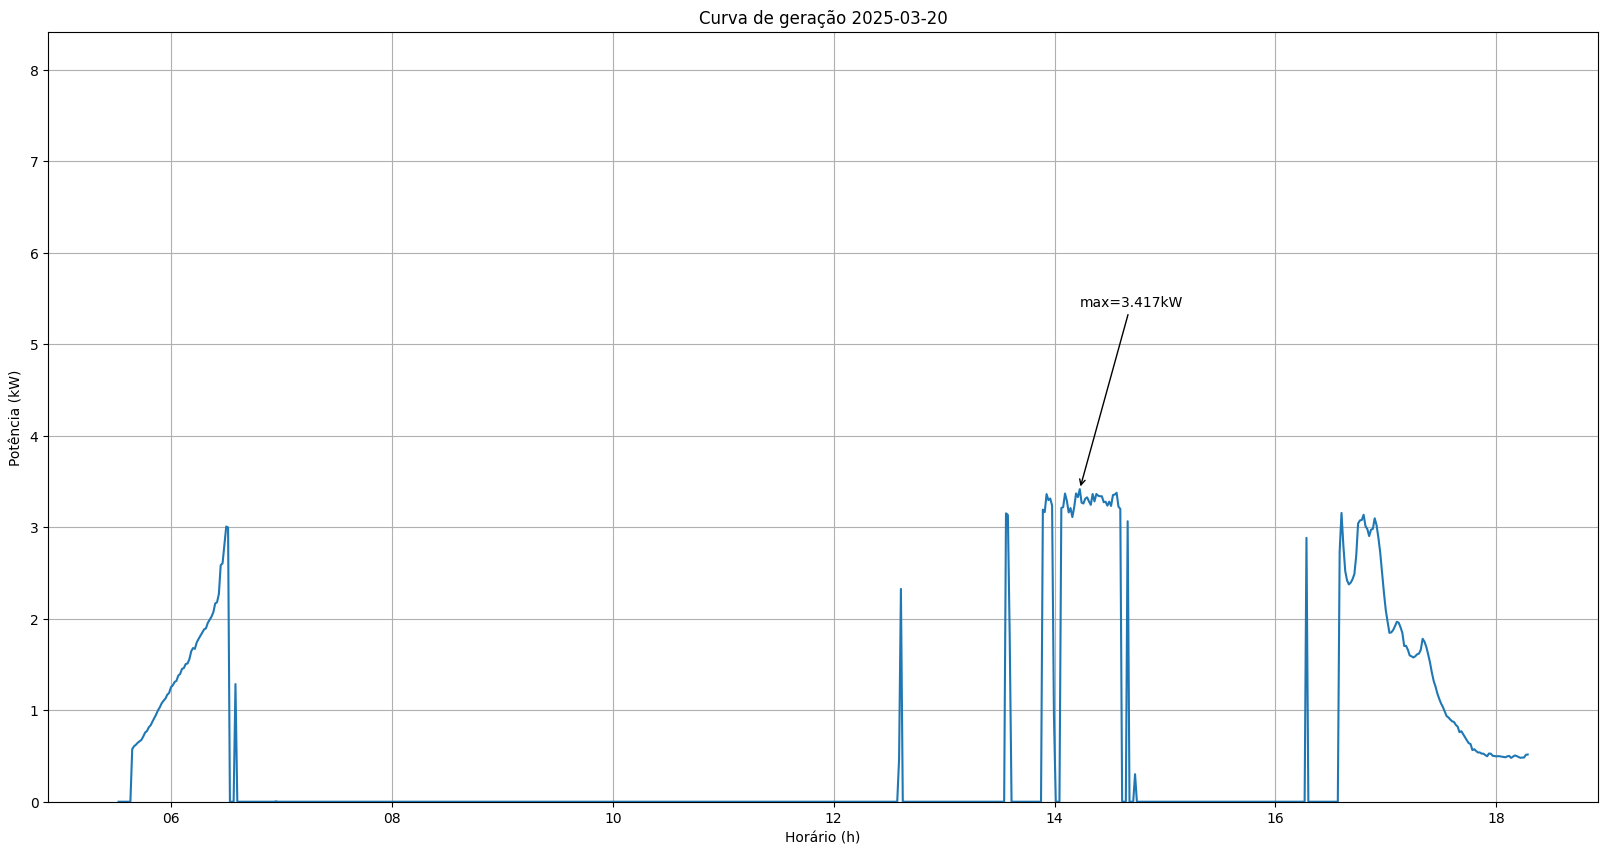 Curva de geração 2025-03-20
8
7
6
max=3.417kW
5
4
3
2
1
0
Potência (kW)
06 08 10 12 14 16 18
Horário (h)